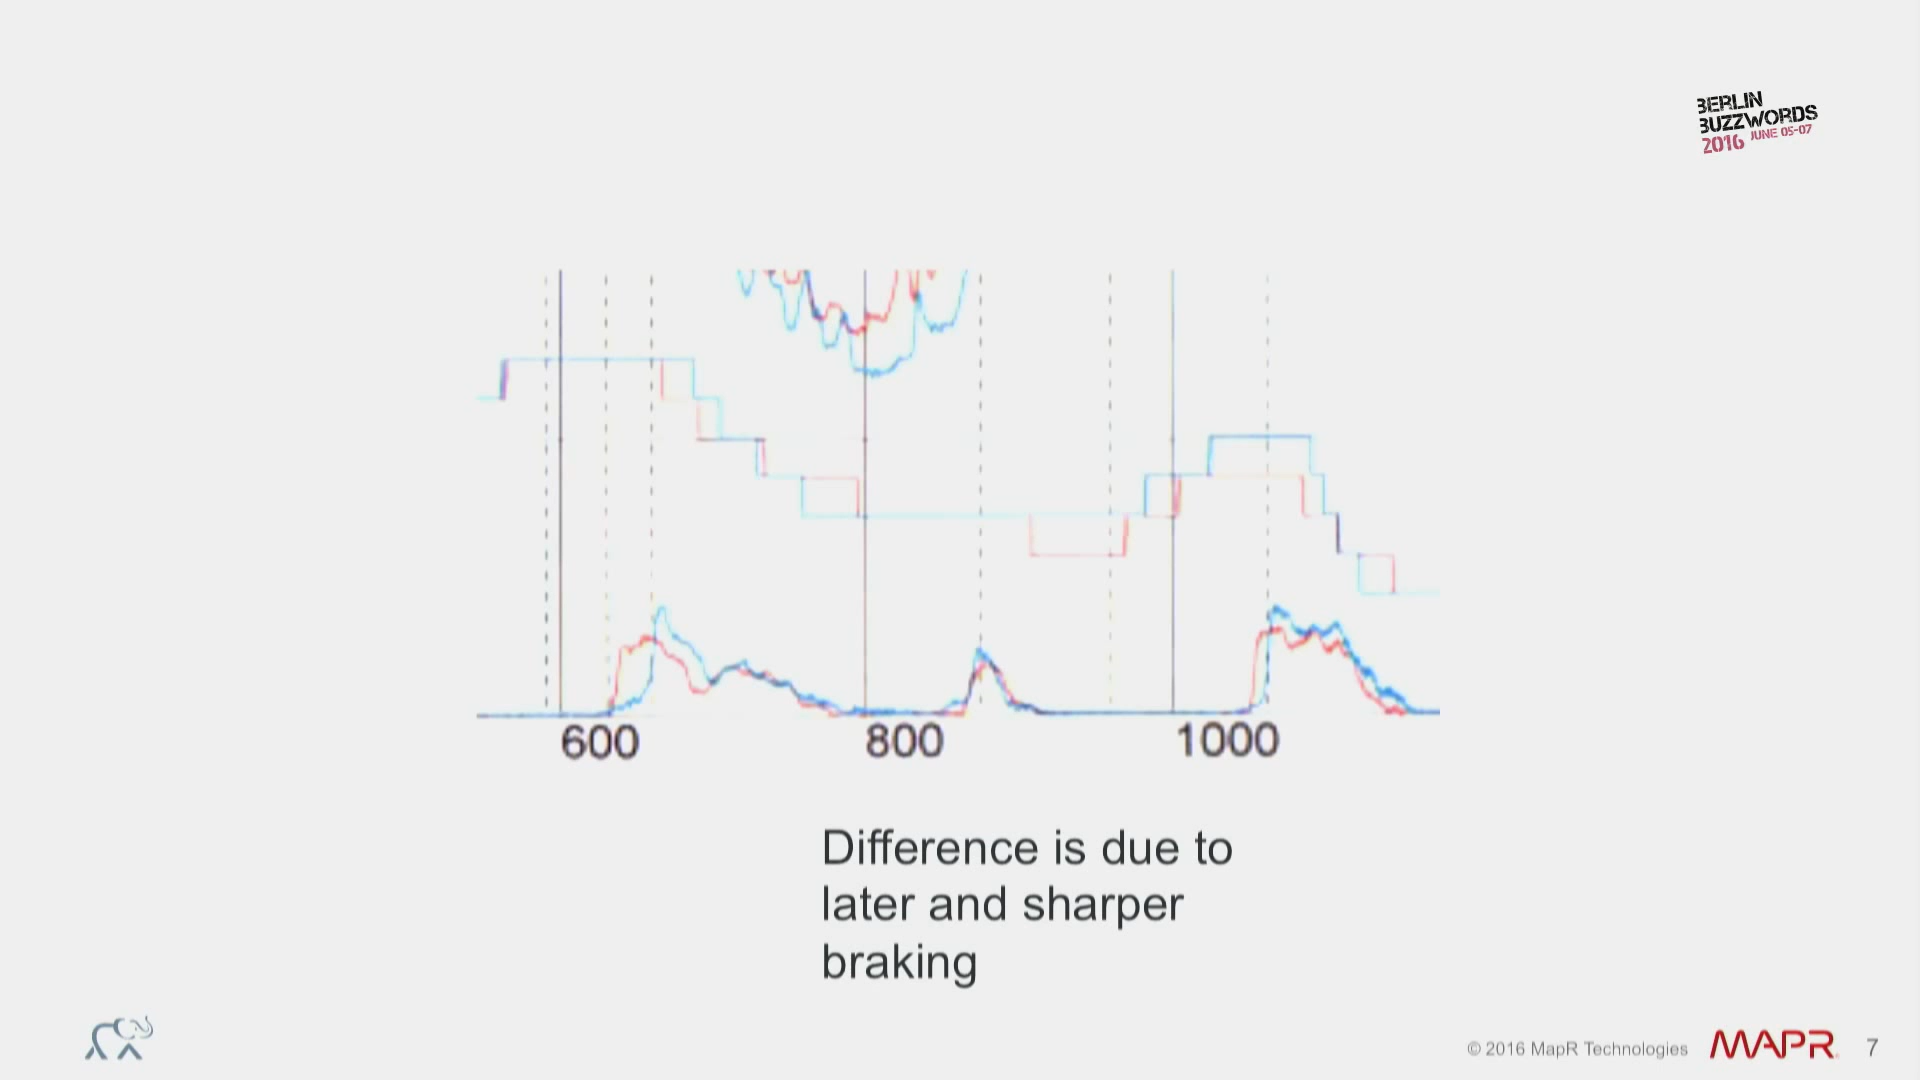 BERLIN
BUZZWORDS
2016 JUNE 05-07
600 800 1000
Difference is due to
later and sharper
braking
© 2016 MapR Technologies MAPR 7